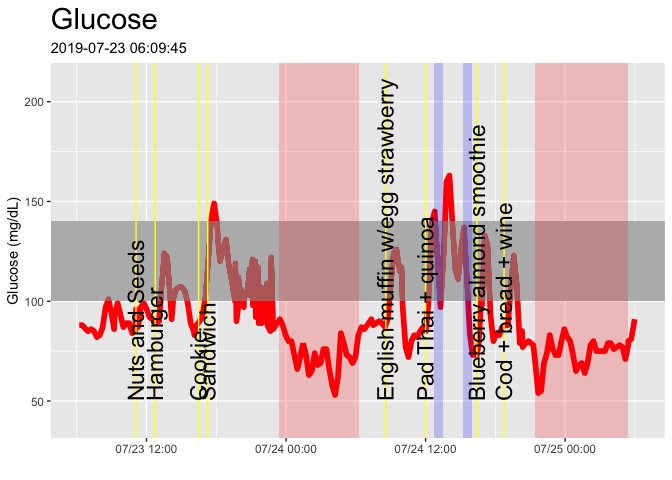 Glucose
2019-07-23 06:09:45
Glucose (mg/dL)
200
150
100
50
Nuts and Seeds
Hamburger
Cookie
Sandwich
English muffin w/egg strawberry
Pad Thai + quinoa
Blueberry almond smoothie
Cod + bread + wine
07/23 12:00
07/24 00:00
07/24 12:00
07/25 00:00